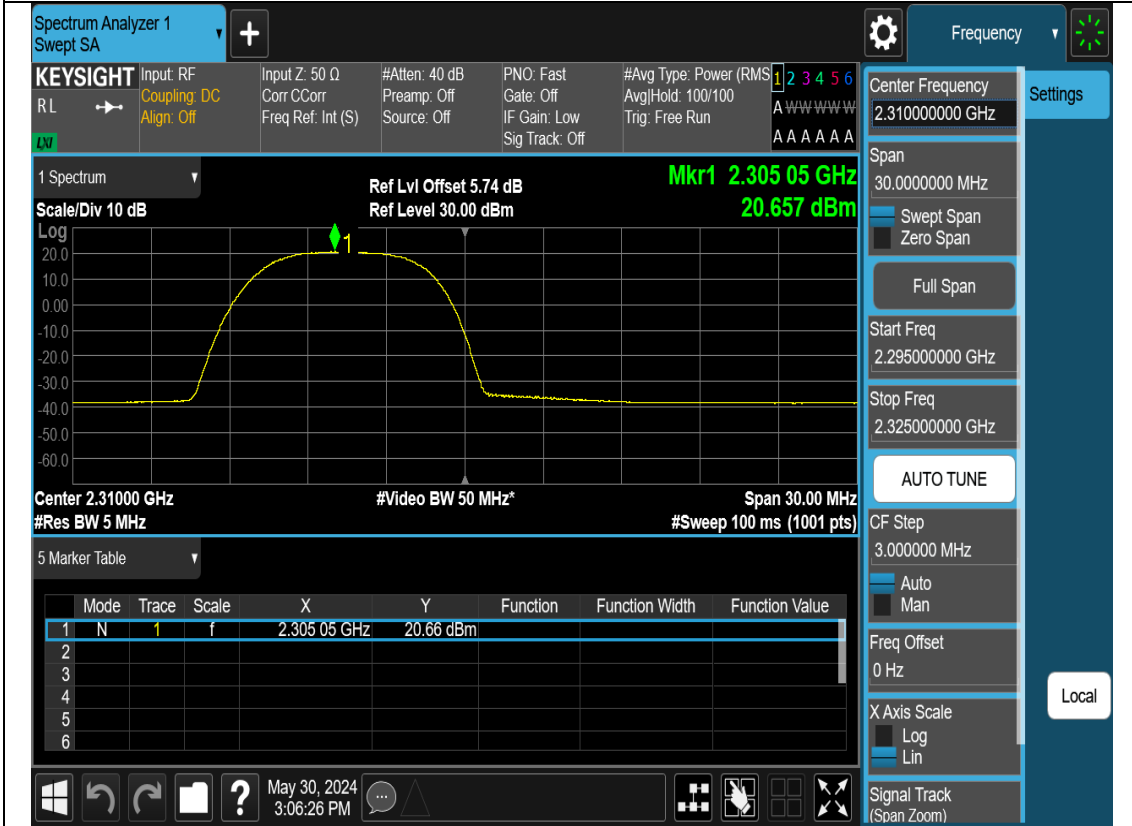 Spectrum Analyzer 1
Swept SA
+
Frequency
KEYSIGHT
RL
LXI
Input: RF
Coupling: DC
Align: Off
Input Z: 50 Ω
Corr CCorr
Freq Ref: Int (S)
#Atten: 40 dB
Preamp: Off
Source: Off
PNO: Fast
Gate: Off
IF Gain: Low
Sig Track: Off
#Avg Type: Power (RMS
Avg|Hold: 100/100
Trig: Free Run
1 2 3 4 5 6
A W W W W W
A A A A A A
1 Spectrum
Scale/Div 10 dB
Ref Lvl Offset 5.74 dB
Ref Level 30.00 dBm
Mkr1 2.305 05 GHz
20.657 dBm
Log
1
20.0
10.0
0.00
-10.0
-20.0
-30.0
-40.0
-50.0
-60.0
Center 2.31000 GHz
#Video BW 50 MHz*
Span 30.00 MHz
#Res BW 5 MHz
#Sweep 100 ms (1001 pts)
5 Marker Table
Mode Trace Scale X Y Function Function Width Function Value
1 N 1 f 2.305 05 GHz 20.66 dBm
2
3
4
5
6
?
May 30, 2024
3:06:26 PM
Center Frequency
2.310000000 GHz
Settings
Span
30.0000000 MHz
Swept Span
Zero Span
Full Span
Start Freq
2.295000000 GHz
Stop Freq
2.325000000 GHz
AUTO TUNE
CF Step
3.000000 MHz
Auto
Man
Freq Offset
0 Hz
Local
X Axis Scale
Log
Lin
Signal Track
(Span Zoom)